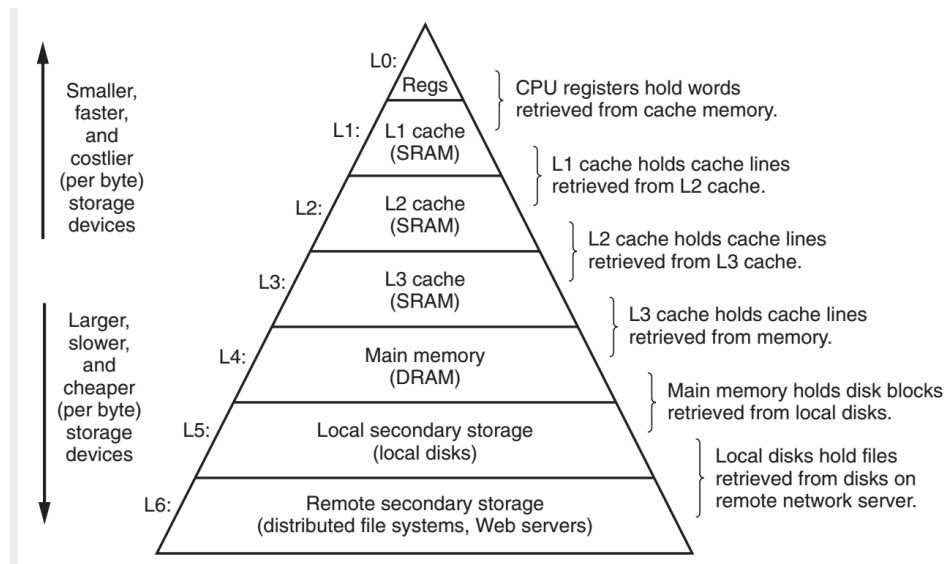 L0:
Regs
CPU registers hold words
retrieved from cache memory.
Smaller,
faster,
and
costlier
(per byte)
storage
devices
L1:
L1 cache
(SRAM)
L1 cache holds cache lines
retrieved from L2 cache.
L2:
L2 cache
(SRAM)
L2 cache holds cache lines
retrieved from L3 cache.
L3:
L3 cache
(SRAM)
L3 cache holds cache lines
retrieved from memory.
Larger,
slower,
and
cheaper
(per byte)
storage
devices
L4:
Main memory
(DRAM)
Main memory holds disk blocks
retrieved from local disks.
L5:
Local secondary storage
(local disks)
Local disks hold files
retrieved from disks on
remote network server.
L6:
Remote secondary storage
(distributed file systems, Web servers)